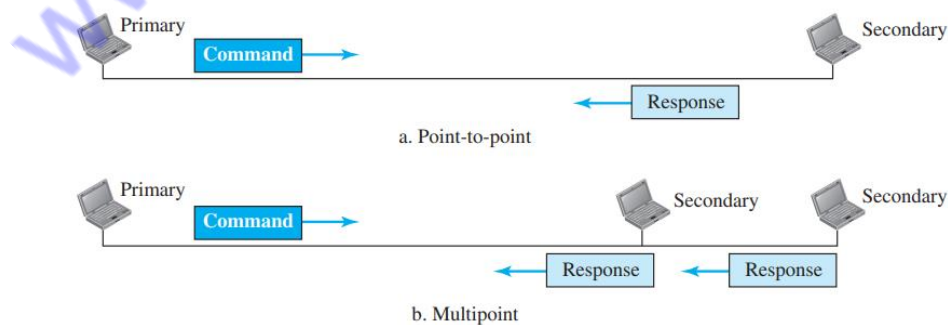 Primary
Secondary
Command
Response
a. Point-to-point
Primary
Secondary
Secondary
Command
Response
Response
b. Multipoint